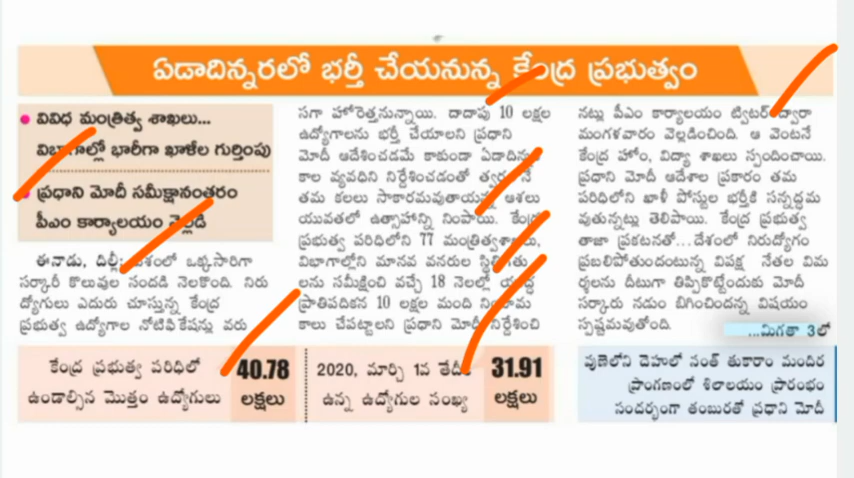 ఏడాదిన్నరలో భర్తీ చేయనున్న కేంద్ర ప్రభుత్వం
వివిధ మంత్రిత్వ శాఖలు...
విభాగాల్లో భారీగా ఖాళీల గుర్తింపు
ప్రధాని మోదీ సమీక్షానంతరం
పీఎం కార్యాలయం వెల్లడి
ఈనాడు, దిల్లీ: దేశంలో ఒక్కసారిగా
సర్కారీ కొలువుల సందడి నెలకొంది. నిరు
ద్యోగులు ఎదురు చూస్తున్న కేంద్ర
ప్రభుత్వ ఉద్యోగాల నోటిఫికేషన్లు వరు
సగా హోరెత్తనున్నాయి. దాదాపు 10 లక్షల
ఉద్యోగాలను భర్తీ చేయాలని ప్రధాని
మోదీ ఆదేశించడమే కాకుండా ఏడాదిన్నర
కాల వ్యవధిని నిర్దేశించడంతో త్వరలోనే
తమ కలలు సాకారమవుతాయన్న ఆశలు
యువతలో ఉత్సాహాన్ని నింపాయి. కేంద్ర
ప్రభుత్వ పరిధిలోని 77 మంత్రిత్వశాఖలు,
విభాగాల్లోని మానవ వనరుల స్థితిగతు
లను సమీక్షించి వచ్చే 18 నెలల్లో యుద్ధ
ప్రాతిపదికన 10 లక్షల మంది నియామ
కాలు చేపట్టాలని ప్రధాని మోదీ నిర్దేశించి
నట్లు పీఎం కార్యాలయం ట్విటర్ ద్వారా
మంగళవారం వెల్లడించింది. ఆ వెంటనే
కేంద్ర హోం, విద్యా శాఖలు స్పందించాయి.
ప్రధాని మోదీ ఆదేశాల ప్రకారం తమ
పరిధిలోని ఖాళీ పోస్టుల భర్తీకి సన్నద్ధమ
వుతున్నట్లు తెలిపాయి. కేంద్ర ప్రభుత్వ
తాజా ప్రకటనతో...దేశంలో నిరుద్యోగం
ప్రబలిపోతుందంటున్న విపక్ష నేతల విమ
ర్శలను దీటుగా తిప్పికొట్టేందుకు మోదీ
సర్కారు నడుం బిగించిందన్న విషయం
స్పష్టమవుతోంది.
...మిగతా 3లో
కేంద్ర ప్రభుత్వ పరిధిలో
ఉండాల్సిన మొత్తం ఉద్యోగులు
40.78
లక్షలు
2020, మార్చి 1వ తేదీన
ఉన్న ఉద్యోగుల సంఖ్య
31.91
లక్షలు
పుణెలోని దెహులో సంత్ తుకారాం మందిర
ప్రాంగణంలో శిలాలయం ప్రారంభం
సందర్భంగా తంబురతో ప్రధాని మోదీ